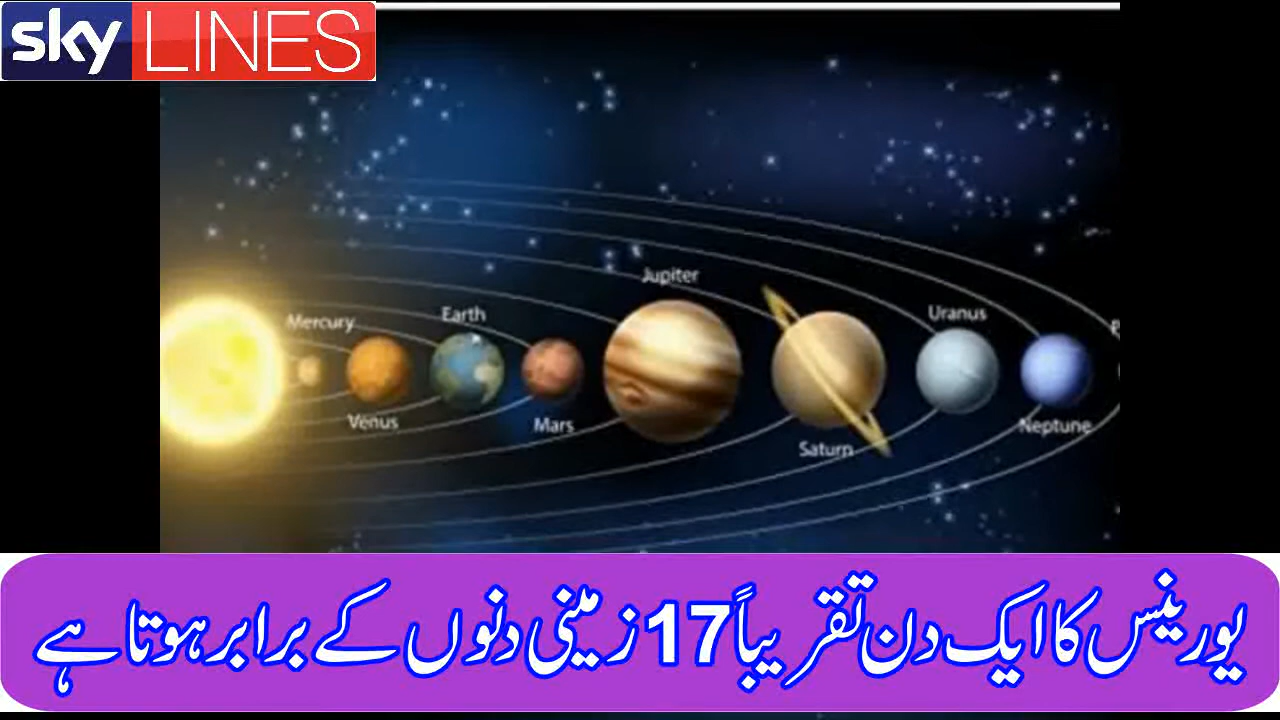 sky LINES
Jupiter
Mercury
Earth
Uranus
Venus
Mars
Saturn
Neptune
یورینس کا ایک دن تقریباً 17 زمینی دنوں کے برابر ہوتا ہے